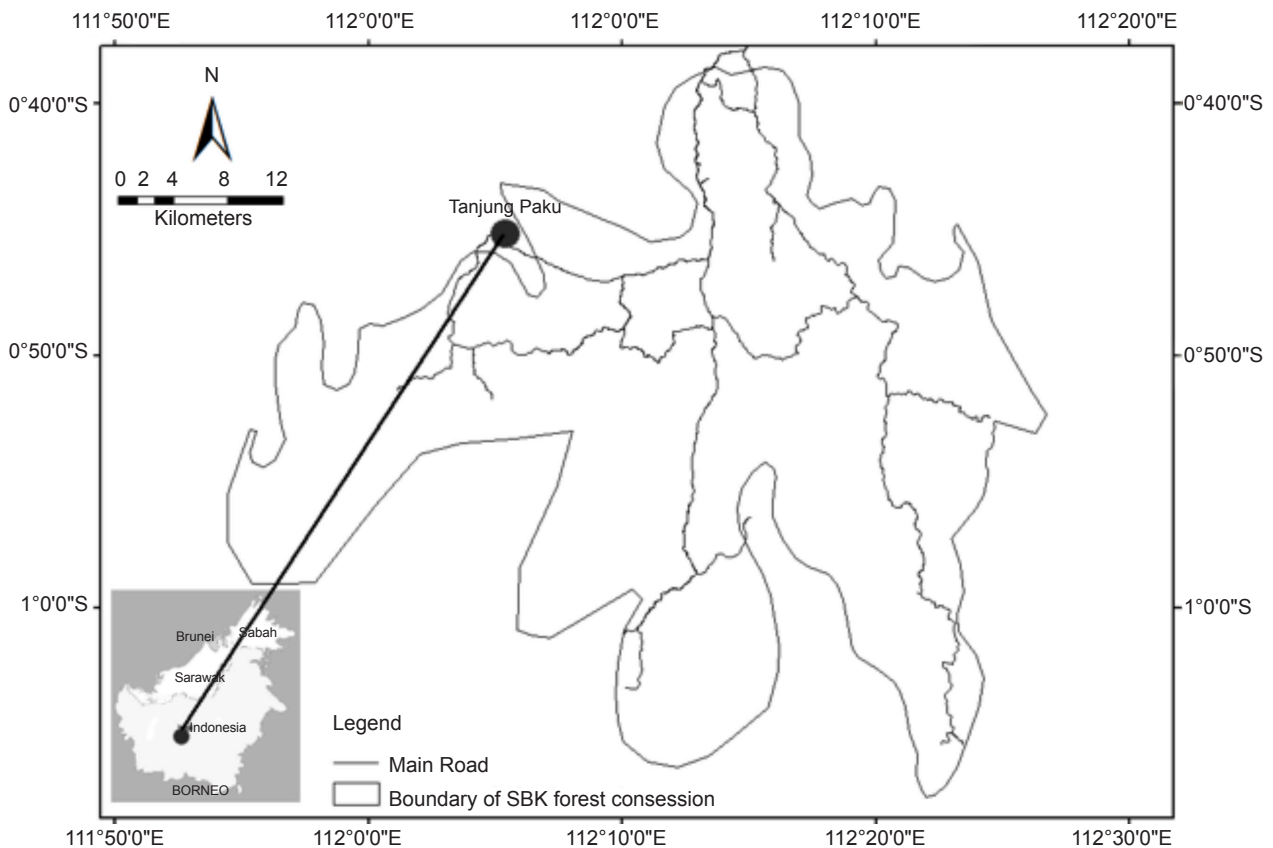 111°50'0"E 112°0'0"E 112°0'0"E 112°10'0"E 112°20'0"E
N
0°40'0"S 0°40'0"S
0 2 4 8 12
Kilometers
Tanjung Paku
0°50'0"S 0°50'0"S
1°0'0"S 1°0'0"S
Brunei Sabah
Sarawak
Indonesia
BORNEO
Legend
Main Road
Boundary of SBK forest consession
111°50'0"E 112°0'0"E 112°10'0"E 112°20'0"E 112°30'0"E